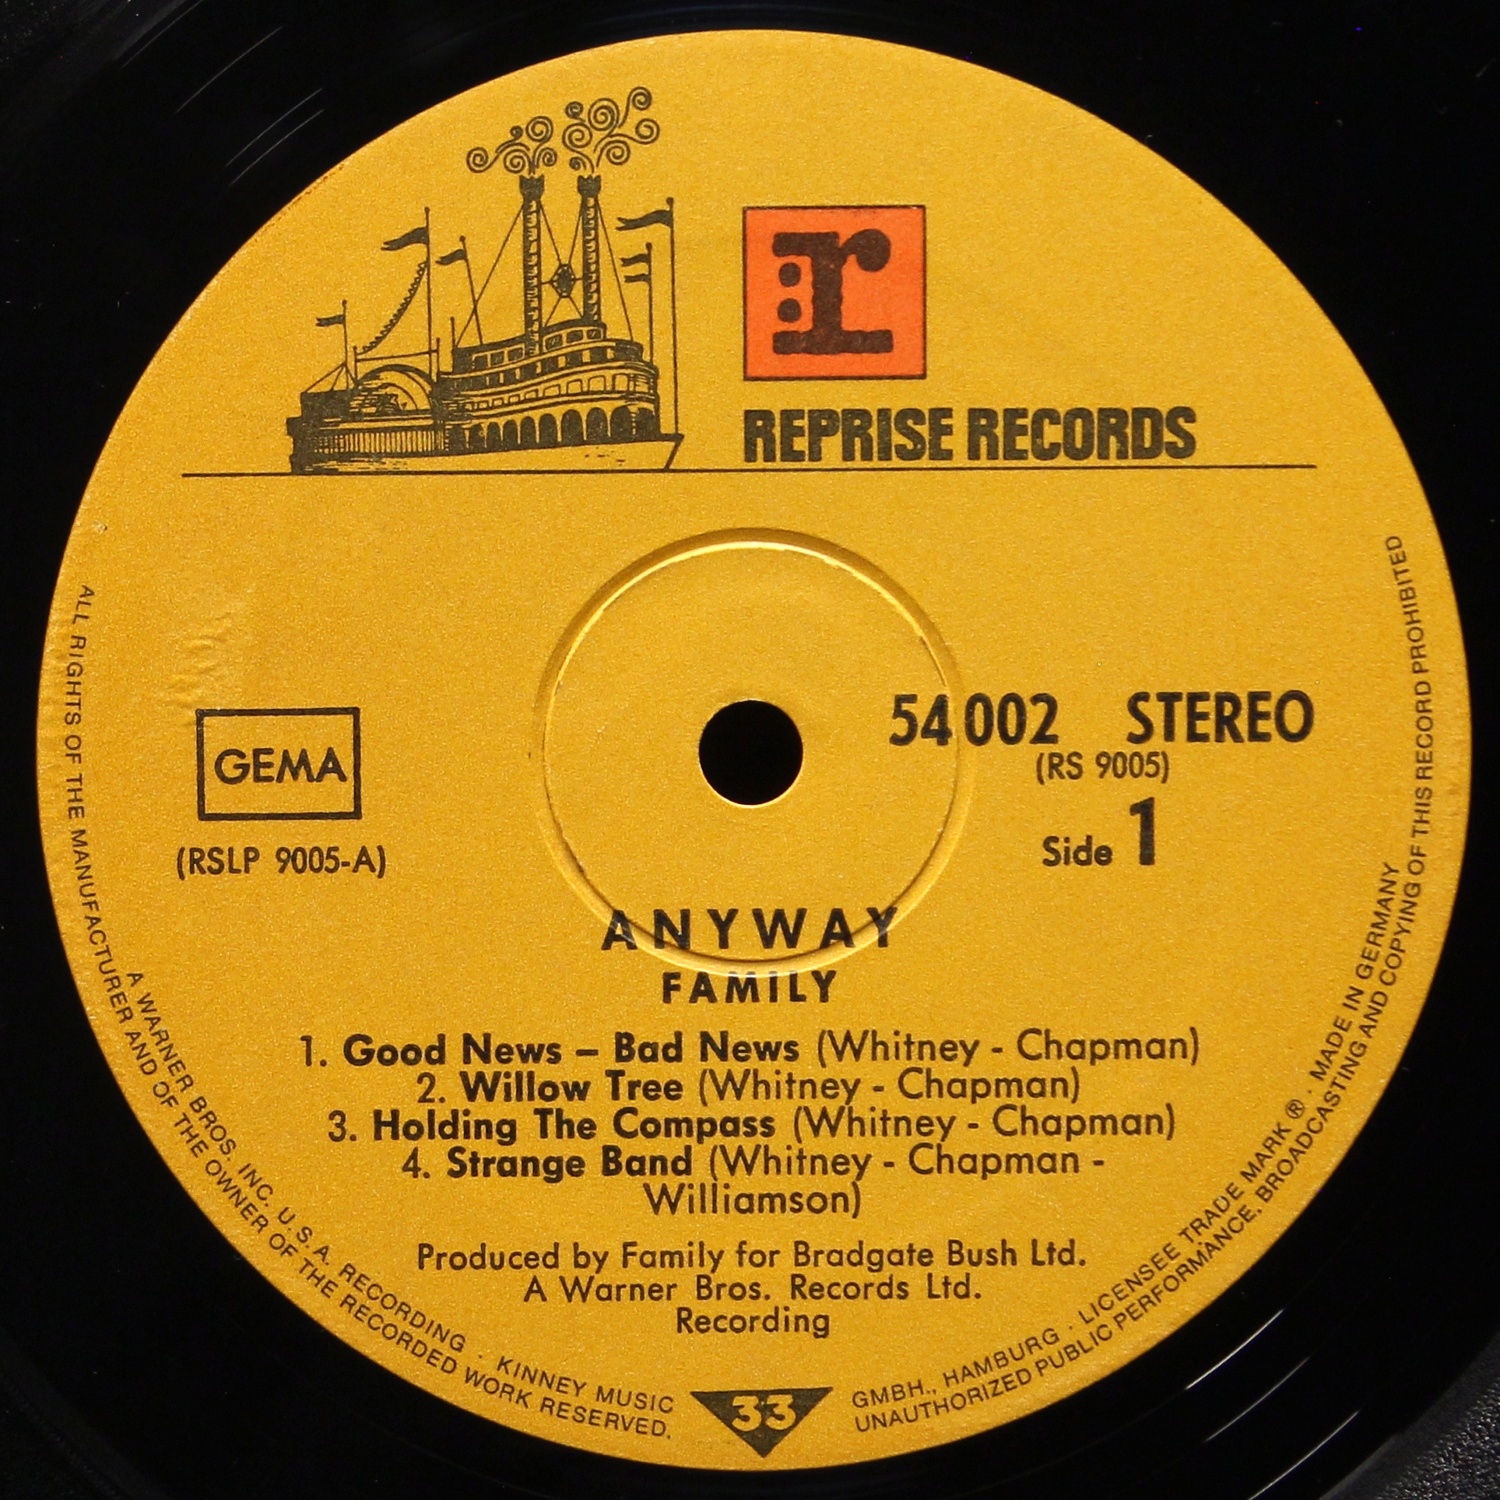 r
REPRISE RECORDS
GEMA
(RSLP 9005-A)
54 002 STEREO
(RS 9005)
Side 1
ANYWAY
FAMILY
1. Good News – Bad News (Whitney - Chapman)
2. Willow Tree (Whitney - Chapman)
3. Holding The Compass (Whitney - Chapman)
4. Strange Band (Whitney - Chapman -
Williamson)
Produced by Family for Bradgate Bush Ltd.
A Warner Bros. Records Ltd.
Recording
33
A WARNER BROS. INC. U.S.A. RECORDING · KINNEY MUSIC GMBH., HAMBURG · LICENSEE TRADE MARK ® · MADE IN GERMANY
ALL RIGHTS OF THE MANUFACTURER AND OF THE OWNER OF THE RECORDED WORK RESERVED. UNAUTHORIZED PUBLIC PERFORMANCE, BROADCASTING AND COPYING OF THIS RECORD PROHIBITED